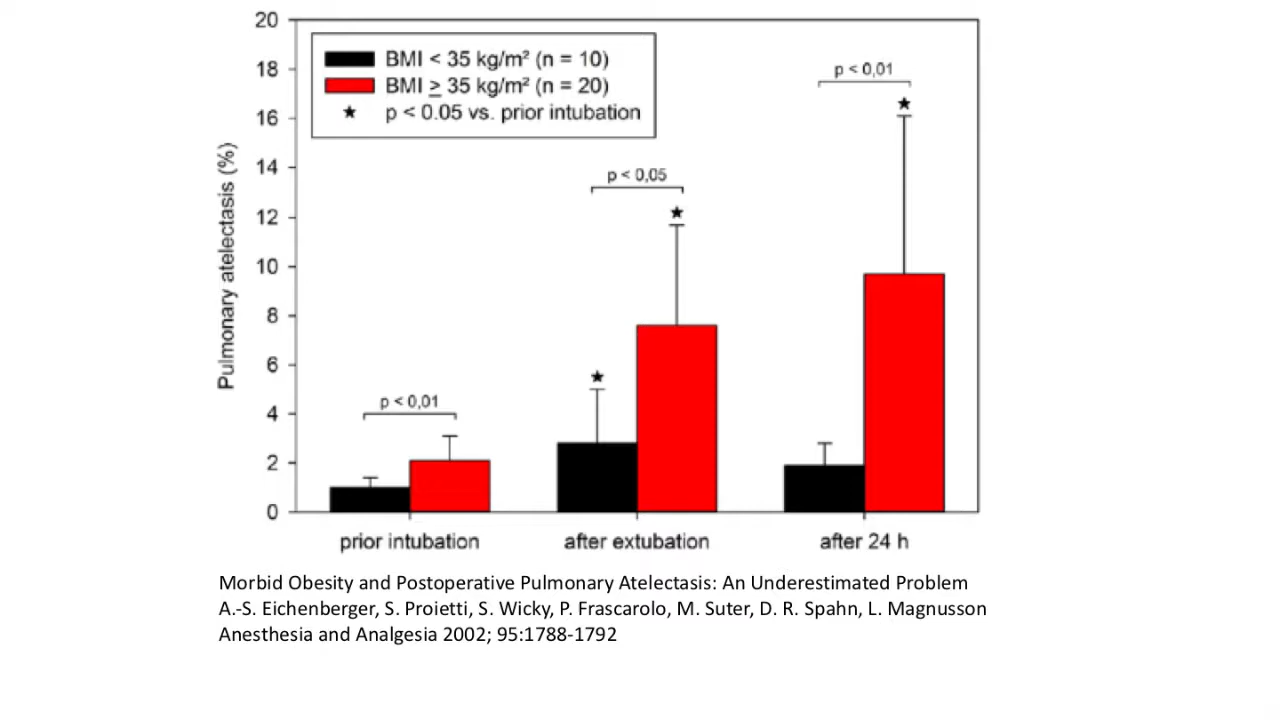 20
18
16
14
12
10
8
6
4
2
0
Pulmonary atelectasis (%)
BMI < 35 kg/m² (n = 10)
BMI ≥ 35 kg/m² (n = 20)
★ p < 0.05 vs. prior intubation
p < 0,01
p < 0,05
p < 0,01
prior intubation after extubation after 24 h
Morbid Obesity and Postoperative Pulmonary Atelectasis: An Underestimated Problem
A.-S. Eichenberger, S. Proietti, S. Wicky, P. Frascarolo, M. Suter, D. R. Spahn, L. Magnusson
Anesthesia and Analgesia 2002; 95:1788-1792